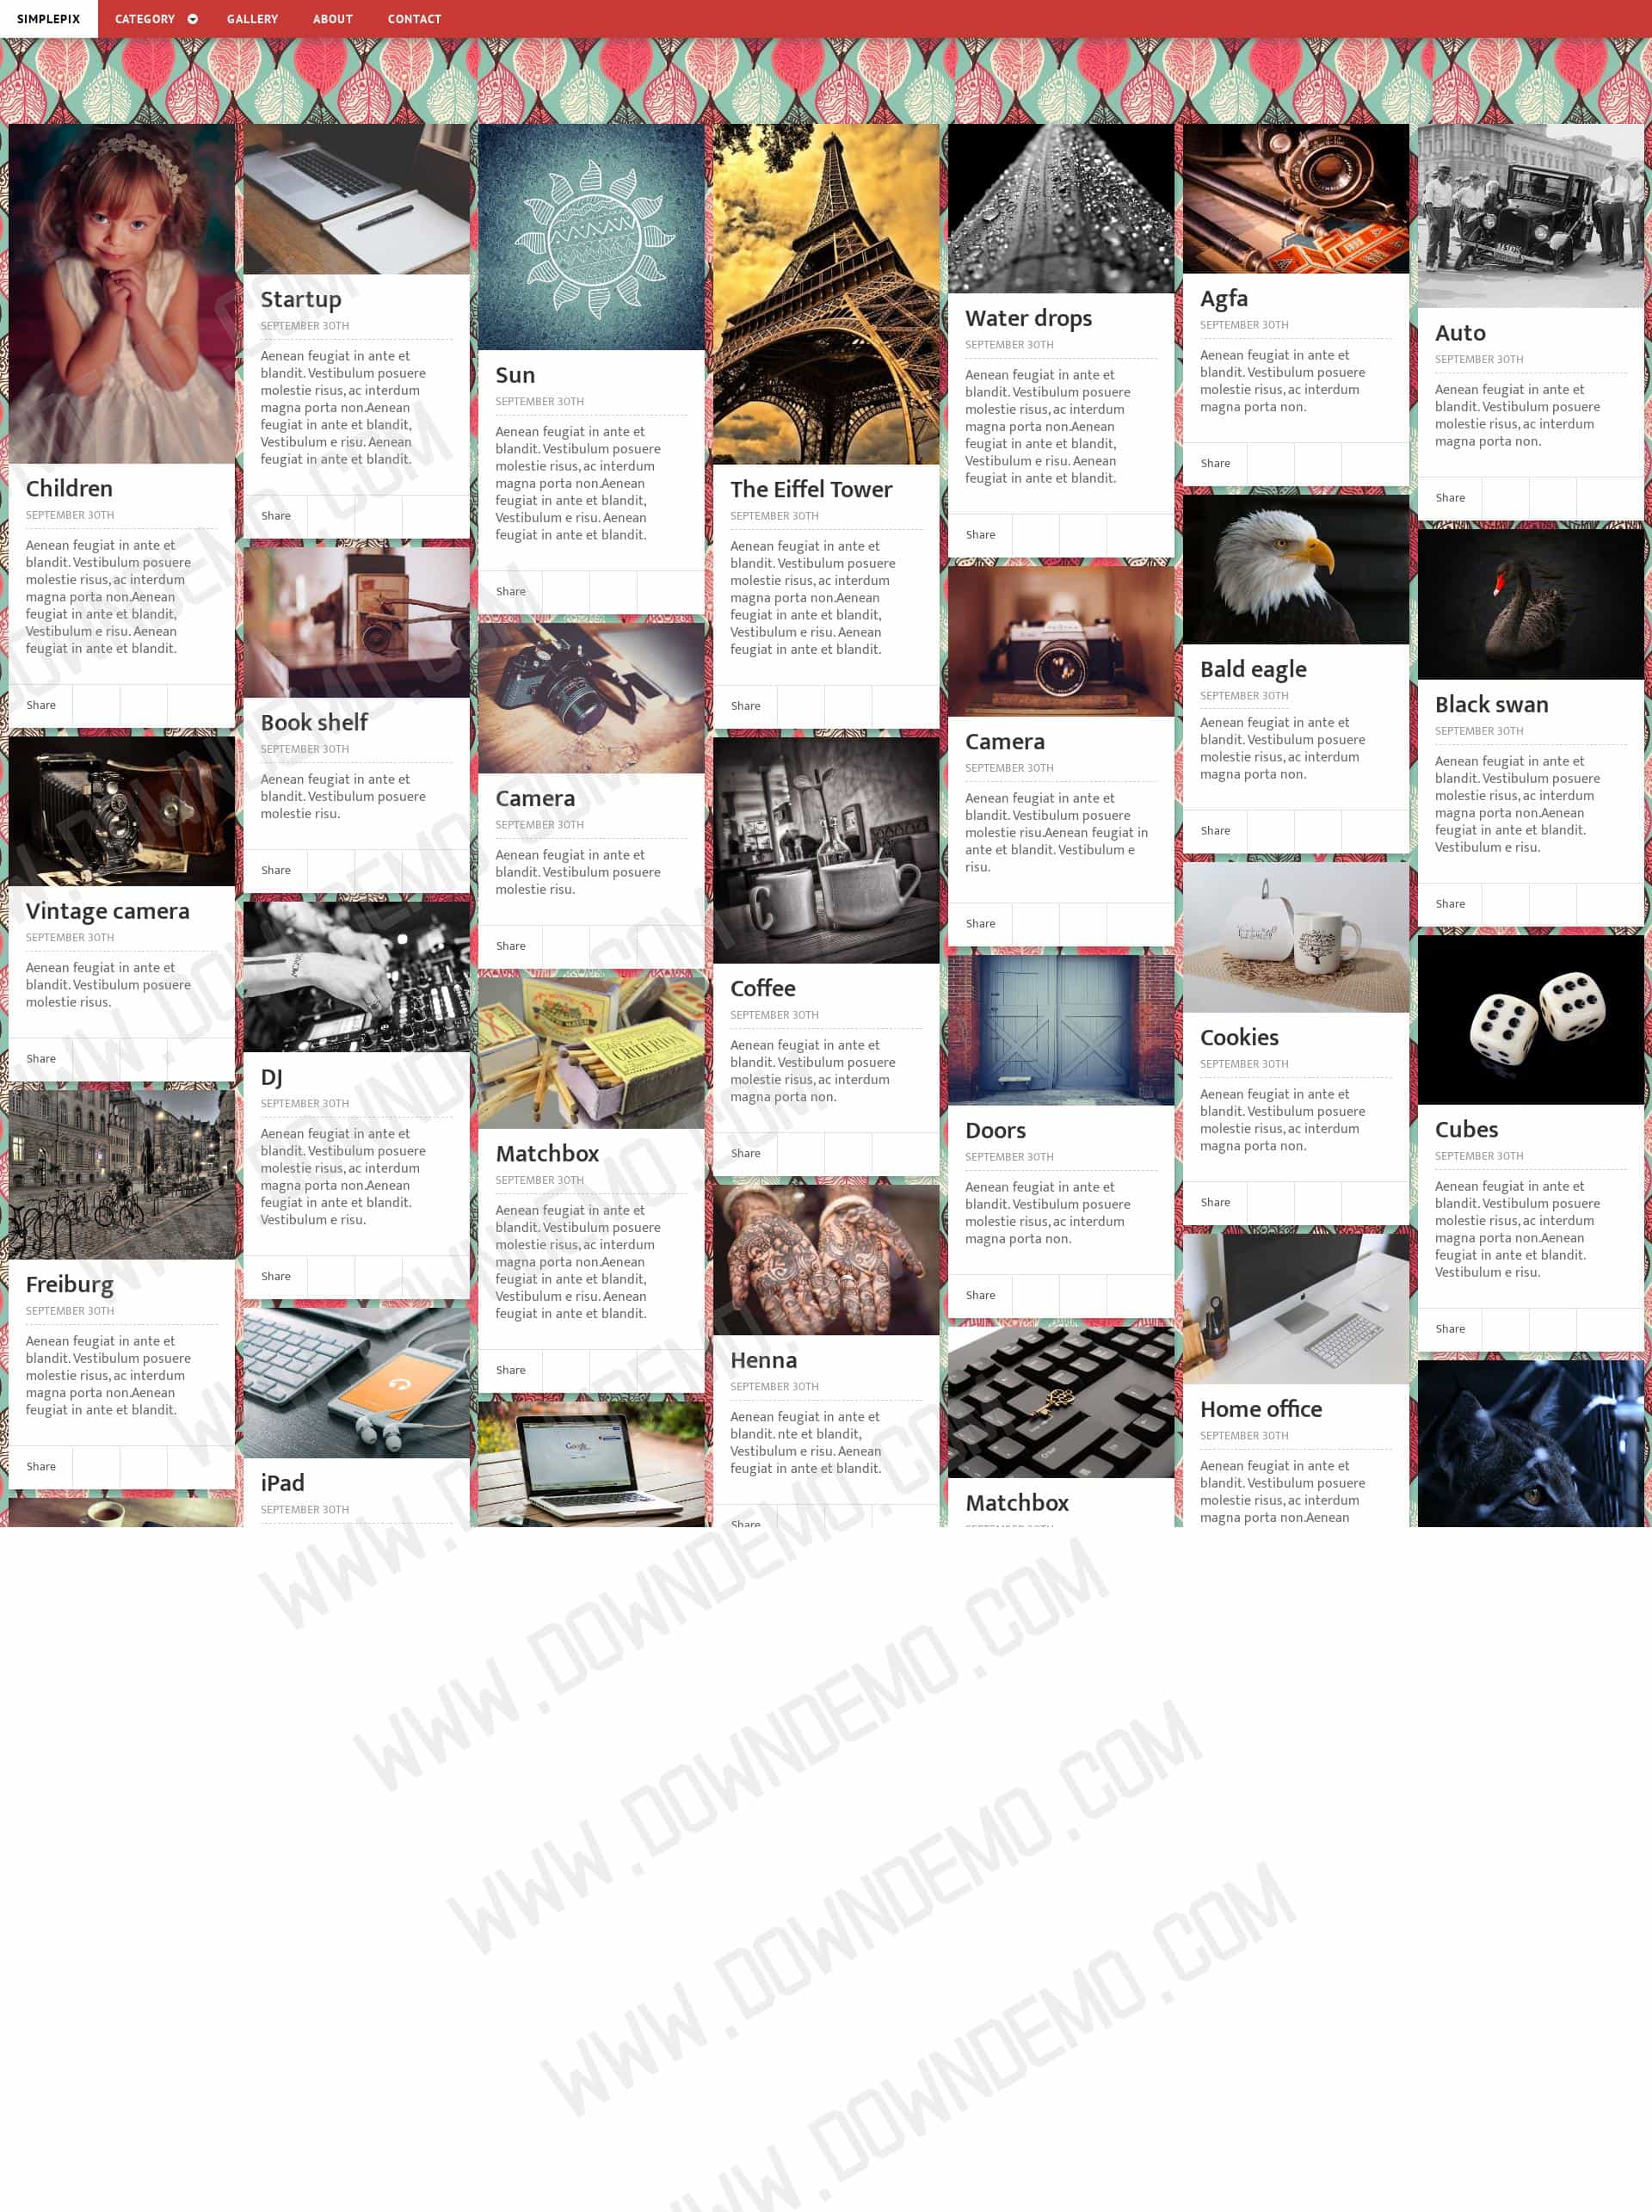 SIMPLEPIX CATEGORY GALLERY ABOUT CONTACT
Children
SEPTEMBER 30TH
Aenean feugiat in ante et
blandit. Vestibulum posuere
molestie risus, ac interdum
magna porta non.Aenean
feugiat in ante et blandit,
Vestibulum e risu. Aenean
feugiat in ante et blandit.
Share
Vintage camera
SEPTEMBER 30TH
Aenean feugiat in ante et
blandit. Vestibulum posuere
molestie risus.
Share
Freiburg
SEPTEMBER 30TH
Aenean feugiat in ante et
blandit. Vestibulum posuere
molestie risus, ac interdum
magna porta non.Aenean
feugiat in ante et blandit.
Share
Startup
SEPTEMBER 30TH
Aenean feugiat in ante et
blandit. Vestibulum posuere
molestie risus, ac interdum
magna porta non.Aenean
feugiat in ante et blandit,
Vestibulum e risu. Aenean
feugiat in ante et blandit.
Share
Book shelf
SEPTEMBER 30TH
Aenean feugiat in ante et
blandit. Vestibulum posuere
molestie risu.
Share
DJ
SEPTEMBER 30TH
Aenean feugiat in ante et
blandit. Vestibulum posuere
molestie risus, ac interdum
magna porta non.Aenean
feugiat in ante et blandit.
Vestibulum e risu.
Share
iPad
SEPTEMBER 30TH
Sun
SEPTEMBER 30TH
Aenean feugiat in ante et
blandit. Vestibulum posuere
molestie risus, ac interdum
magna porta non.Aenean
feugiat in ante et blandit,
Vestibulum e risu. Aenean
feugiat in ante et blandit.
Share
Camera
SEPTEMBER 30TH
Aenean feugiat in ante et
blandit. Vestibulum posuere
molestie risu.
Share
CRITERION
Matchbox
SEPTEMBER 30TH
Aenean feugiat in ante et
blandit. Vestibulum posuere
molestie risus, ac interdum
magna porta non.Aenean
feugiat in ante et blandit,
Vestibulum e risu. Aenean
feugiat in ante et blandit.
Share
Google
The Eiffel Tower
SEPTEMBER 30TH
Aenean feugiat in ante et
blandit. Vestibulum posuere
molestie risus, ac interdum
magna porta non.Aenean
feugiat in ante et blandit,
Vestibulum e risu. Aenean
feugiat in ante et blandit.
Share
Coffee
SEPTEMBER 30TH
Aenean feugiat in ante et
blandit. Vestibulum posuere
molestie risus, ac interdum
magna porta non.
Share
Henna
SEPTEMBER 30TH
Aenean feugiat in ante et
blandit. nte et blandit,
Vestibulum e risu. Aenean
feugiat in ante et blandit.
Share
Water drops
SEPTEMBER 30TH
Aenean feugiat in ante et
blandit. Vestibulum posuere
molestie risus, ac interdum
magna porta non.Aenean
feugiat in ante et blandit,
Vestibulum e risu. Aenean
feugiat in ante et blandit.
Share
Camera
SEPTEMBER 30TH
Aenean feugiat in ante et
blandit. Vestibulum posuere
molestie risu.Aenean feugiat in
ante et blandit. Vestibulum e
risu.
Share
Doors
SEPTEMBER 30TH
Aenean feugiat in ante et
blandit. Vestibulum posuere
molestie risus, ac interdum
magna porta non.
Share
Matchbox
SEPTEMBER 30TH
Agfa
SEPTEMBER 30TH
Aenean feugiat in ante et
blandit. Vestibulum posuere
molestie risus, ac interdum
magna porta non.
Share
Bald eagle
SEPTEMBER 30TH
Aenean feugiat in ante et
blandit. Vestibulum posuere
molestie risus, ac interdum
magna porta non.
Share
Cookies
SEPTEMBER 30TH
Aenean feugiat in ante et
blandit. Vestibulum posuere
molestie risus, ac interdum
magna porta non.
Share
Home office
SEPTEMBER 30TH
Aenean feugiat in ante et
blandit. Vestibulum posuere
molestie risus, ac interdum
magna porta non.Aenean
Auto
SEPTEMBER 30TH
Aenean feugiat in ante et
blandit. Vestibulum posuere
molestie risus, ac interdum
magna porta non.
Share
Black swan
SEPTEMBER 30TH
Aenean feugiat in ante et
blandit. Vestibulum posuere
molestie risus, ac interdum
magna porta non.Aenean
feugiat in ante et blandit.
Vestibulum e risu.
Share
Cubes
SEPTEMBER 30TH
Aenean feugiat in ante et
blandit. Vestibulum posuere
molestie risus, ac interdum
magna porta non.Aenean
feugiat in ante et blandit.
Vestibulum e risu.
Share
WWW.DOWNDEMO.COM
WWW.DOWNDEMO.COM
WWW.DOWNDEMO.COM
WWW.DOWNDEMO.COM
WWW.DOWNDEMO.COM